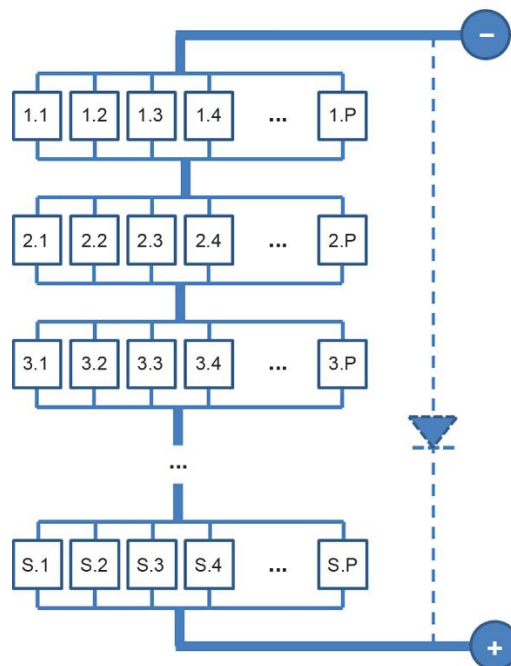 −
1.1 1.2 1.3 1.4 ... 1.P
2.1 2.2 2.3 2.4 ... 2.P
3.1 3.2 3.3 3.4 ... 3.P
...
S.1 S.2 S.3 S.4 ... S.P
+